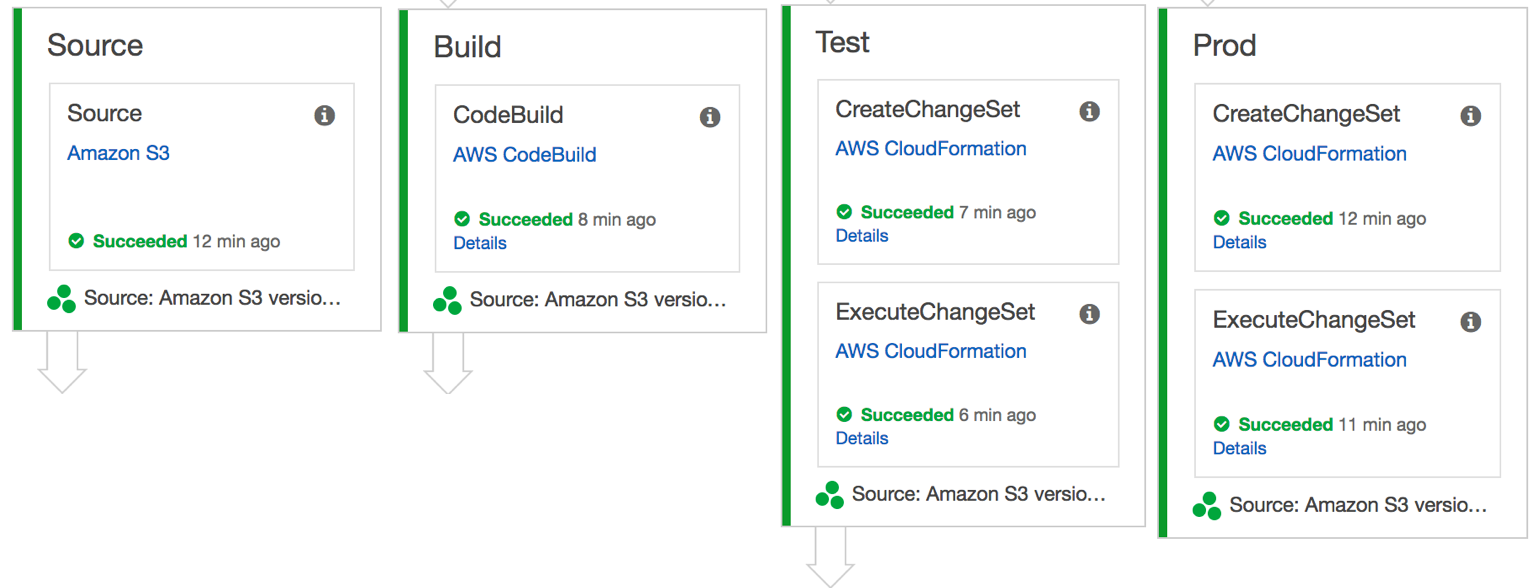 Source
Source
Amazon S3
Succeeded 12 min ago
Source: Amazon S3 versio...
Build
CodeBuild
AWS CodeBuild
Succeeded 8 min ago
Details
Source: Amazon S3 versio...
Test
CreateChangeSet
AWS CloudFormation
Succeeded 7 min ago
Details
ExecuteChangeSet
AWS CloudFormation
Succeeded 6 min ago
Details
Source: Amazon S3 versio...
Prod
CreateChangeSet
AWS CloudFormation
Succeeded 12 min ago
Details
ExecuteChangeSet
AWS CloudFormation
Succeeded 11 min ago
Details
Source: Amazon S3 versio...